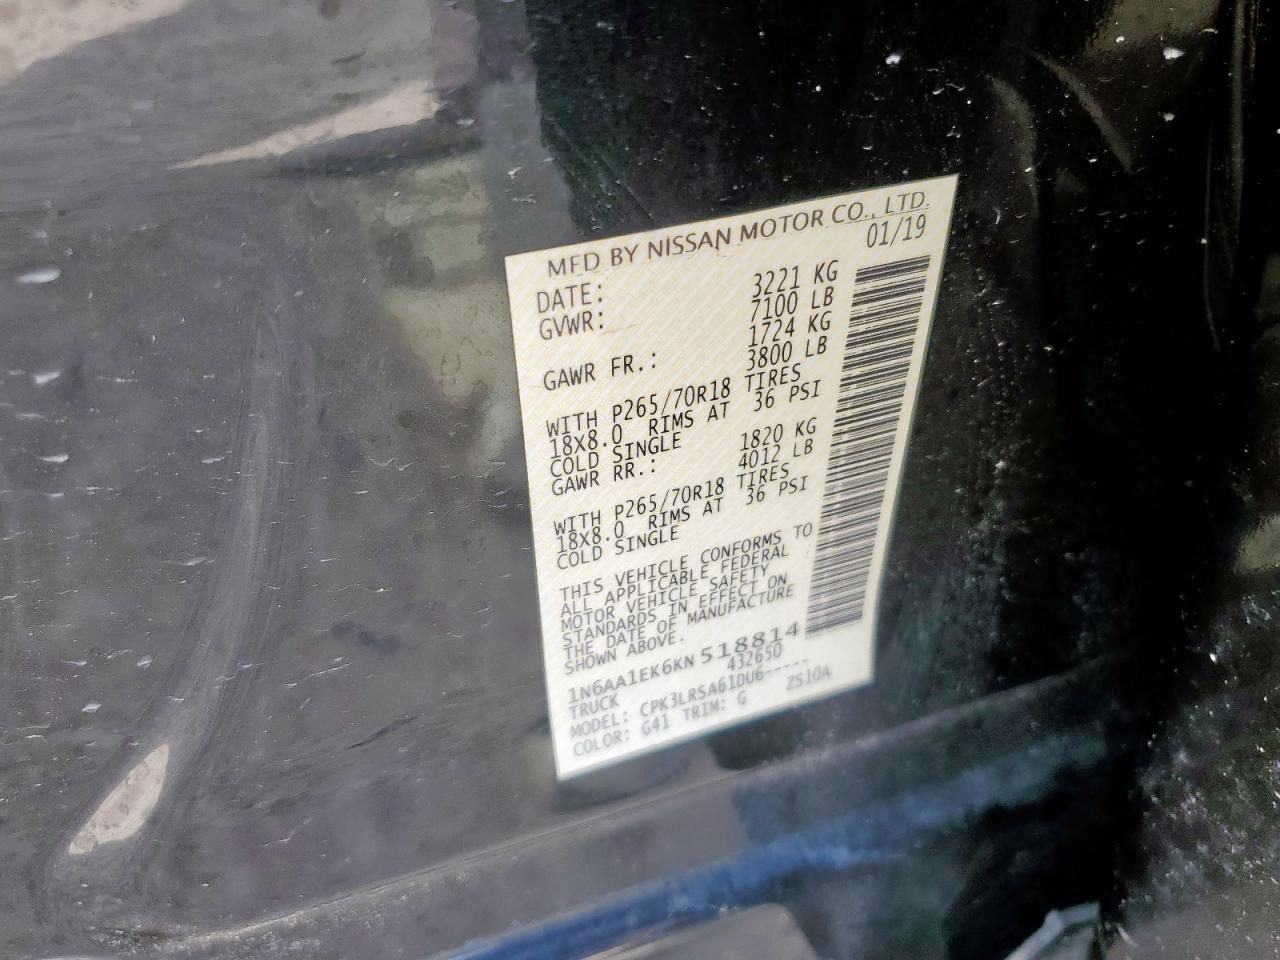 MFD BY NISSAN MOTOR CO., LTD.
DATE: 01/19
GVWR: 3221 KG
7100 LB
GAWR FR.: 1724 KG
3800 LB
WITH P265/70R18 TIRES
18X8.0 RIMS AT 36 PSI
COLD SINGLE
GAWR RR.: 1820 KG
4012 LB
WITH P265/70R18 TIRES
18X8.0 RIMS AT 36 PSI
COLD SINGLE
THIS VEHICLE CONFORMS TO
ALL APPLICABLE FEDERAL
MOTOR VEHICLE SAFETY
STANDARDS IN EFFECT ON
THE DATE OF MANUFACTURE
SHOWN ABOVE.
1N6AA1EK6KN518814
TRUCK 432650
MODEL: CPK3LRSA61DU6-----
COLOR: G41 TRIM: G ZS10A